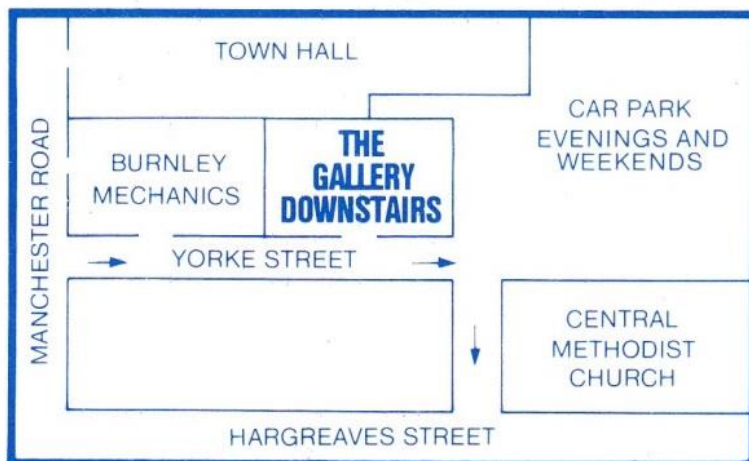 TOWN HALL
CAR PARK
EVENINGS AND
WEEKENDS
MANCHESTER ROAD
BURNLEY
MECHANICS
THE
GALLERY
DOWNSTAIRS
YORKE STREET
CENTRAL
METHODIST
CHURCH
HARGREAVES STREET